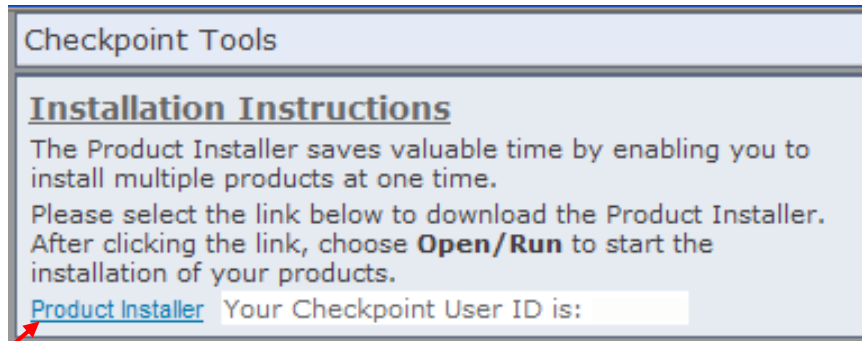 Checkpoint Tools
Installation Instructions
The Product Installer saves valuable time by enabling you to
install multiple products at one time.
Please select the link below to download the Product Installer.
After clicking the link, choose Open/Run to start the
installation of your products.
Product Installer Your Checkpoint User ID is: